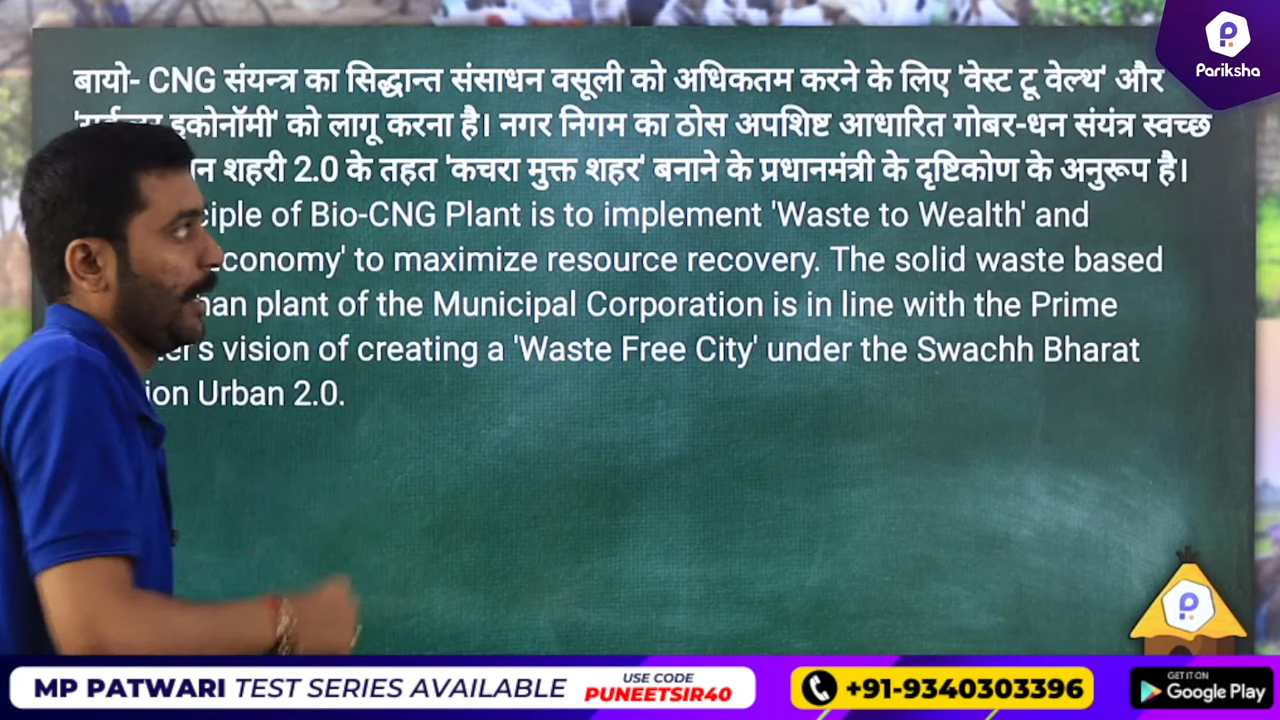 Pariksha
बायो- CNG संयन्त्र का सिद्धान्त संसाधन वसूली को अधिकतम करने के लिए 'वेस्ट टू वेल्थ' और
इकोनॉमी' को लागू करना है। नगर निगम का ठोस अपशिष्ट आधारित गोबर-धन संयंत्र स्वच्छ
शहरी 2.0 के तहत 'कचरा मुक्त शहर' बनाने के प्रधानमंत्री के दृष्टिकोण के अनुरूप है।
of Bio-CNG Plant is to implement 'Waste to Wealth' and
Economy' to maximize resource recovery. The solid waste based
plant of the Municipal Corporation is in line with the Prime
vision of creating a 'Waste Free City' under the Swachh Bharat
Urban 2.0.
MP PATWARI TEST SERIES AVAILABLE
USE CODE
PUNEETSIR40
+91-9340303396
GET IT ON
Google Play